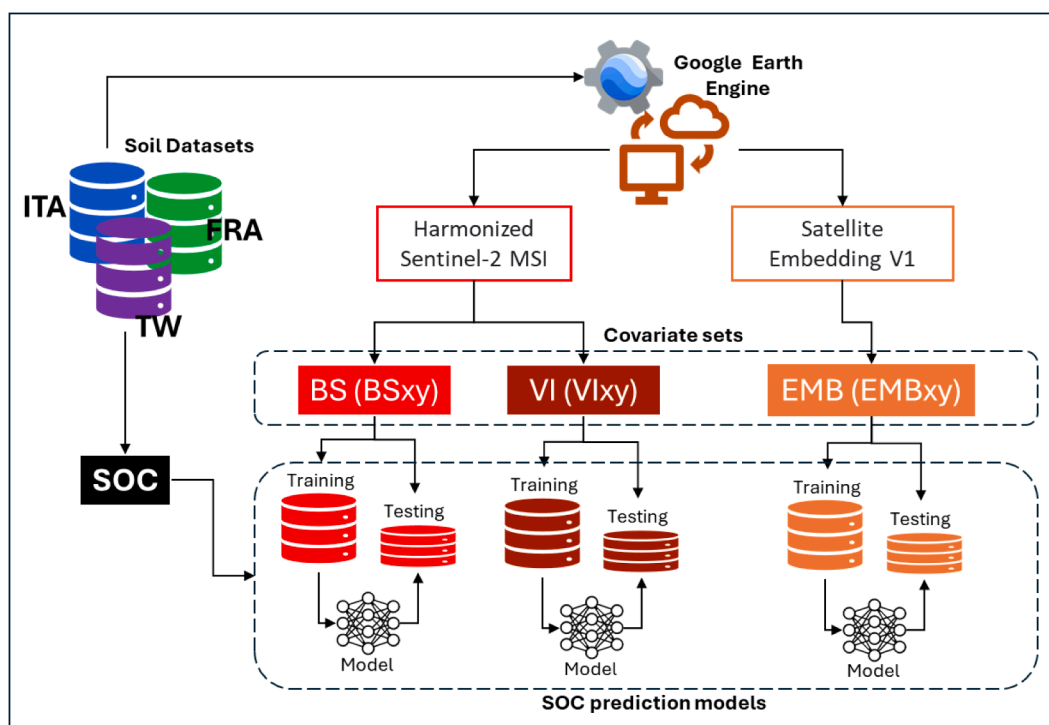 Google Earth
Engine
Soil Datasets
ITA
FRA
TW
Harmonized
Sentinel-2 MSI
Satellite
Embedding V1
Covariate sets
BS (BSxy)
VI (VIxy)
EMB (EMBxy)
SOC
Training
Testing
Model
Training
Testing
Model
Training
Testing
Model
SOC prediction models